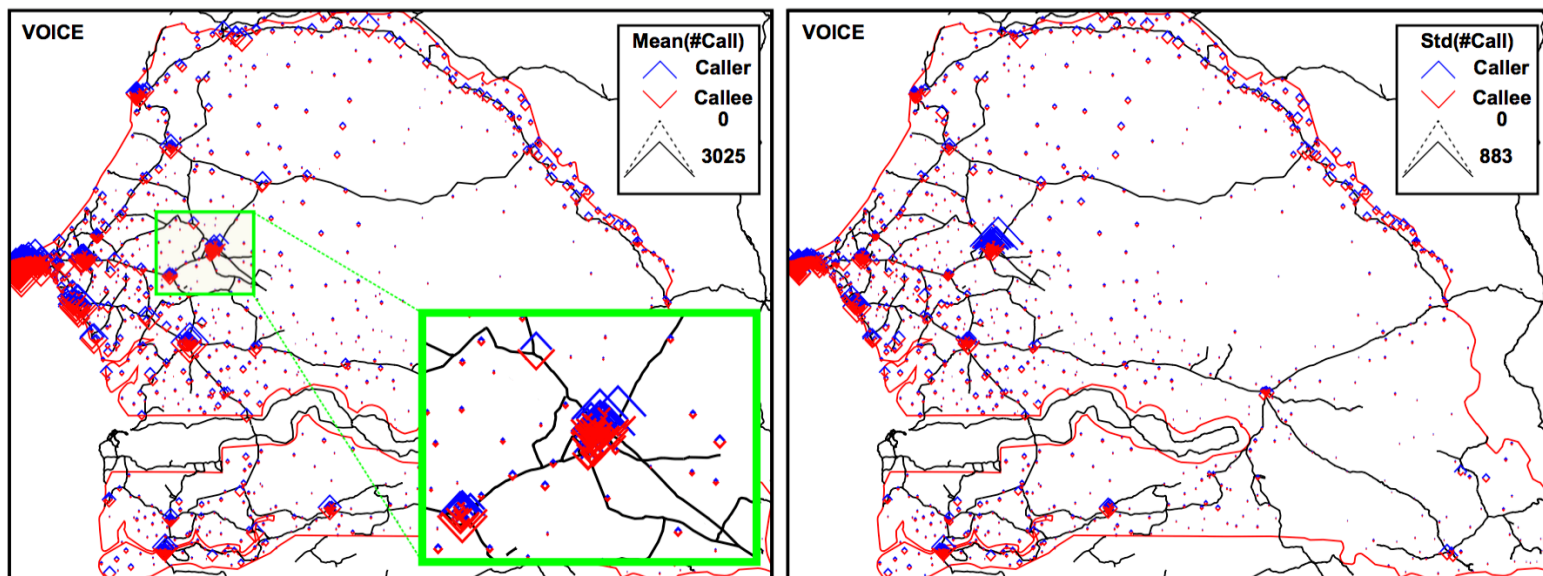 VOICE
Mean(#Call)
Caller
Callee
0
3025
VOICE
Std(#Call)
Caller
Callee
0
883